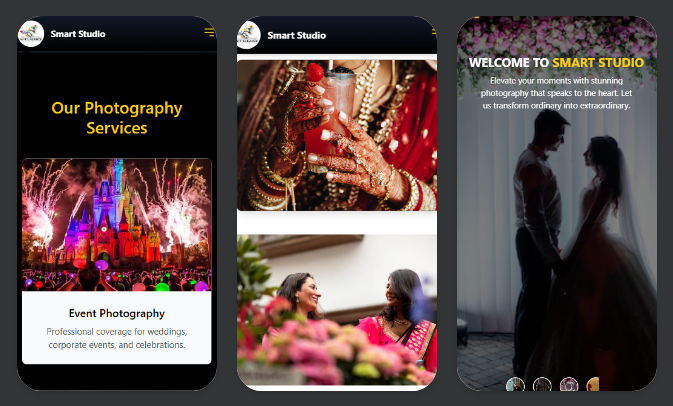 Smart Studio
Our Photography
Services
Event Photography
Professional coverage for weddings,
corporate events, and celebrations.
Smart Studio
WELCOME TO SMART STUDIO
Elevate your moments with stunning
photography that speaks to the heart. Let
us transform ordinary into extraordinary.